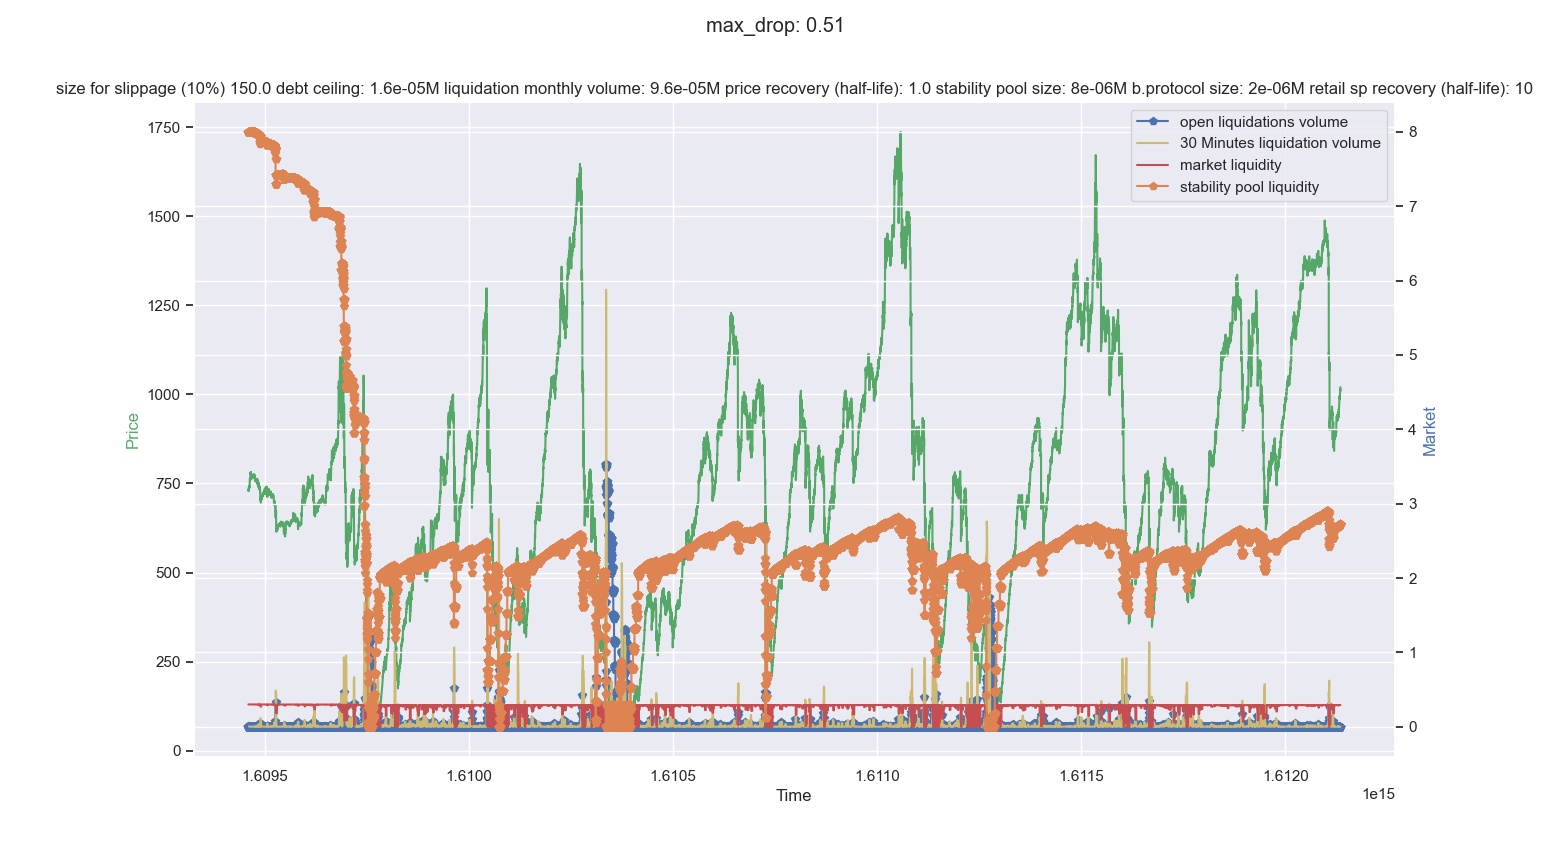 max_drop: 0.51
size for slippage (10%) 150.0 debt ceiling: 1.6e-05M liquidation monthly volume: 9.6e-05M price recovery (half-life): 1.0 stability pool size: 8e-06M b.protocol size: 2e-06M retail sp recovery (half-life): 10
open liquidations volume
30 Minutes liquidation volume
market liquidity
stability pool liquidity
1750
1500
1250
1000
750
500
250
0
Price
8
7
6
5
4
3
2
1
0
Market
1.6095
1.6100
1.6105
1.6110
1.6115
1.6120
1e15
Time